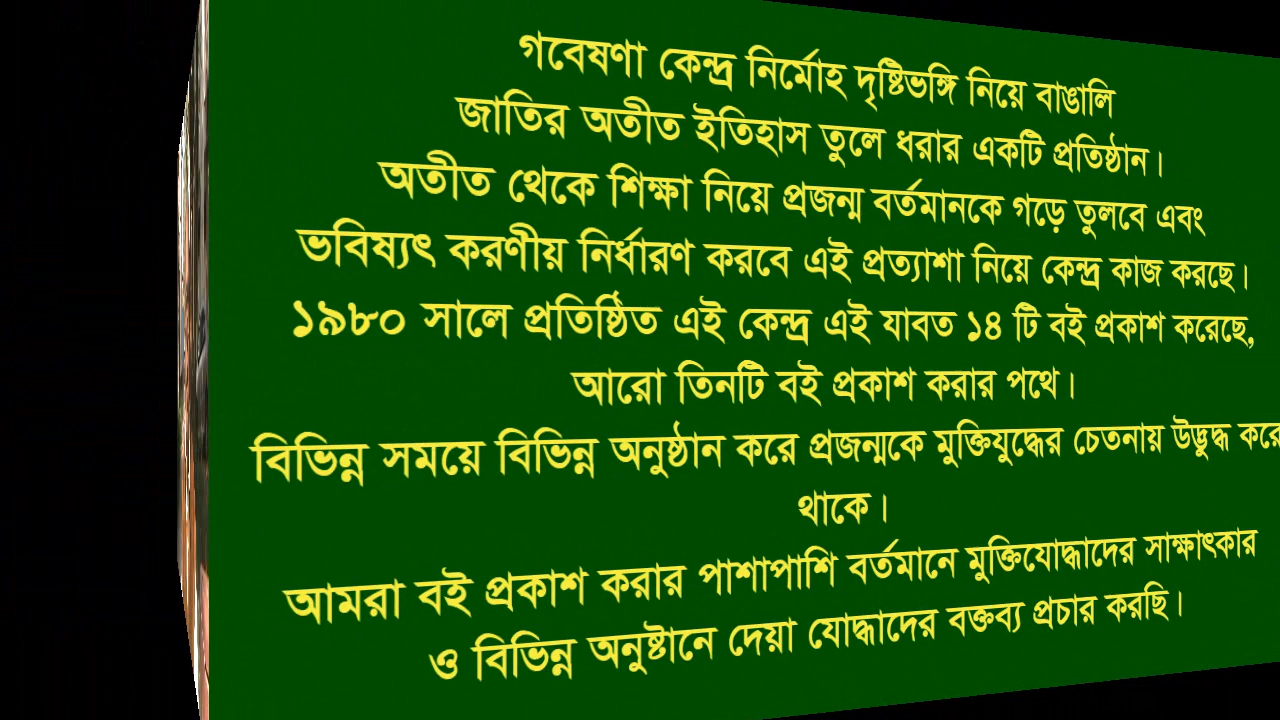 গবেষণা কেন্দ্র নির্মোহ দৃষ্টিভঙ্গি নিয়ে বাঙালি
জাতির অতীত ইতিহাস তুলে ধরার একটি প্রতিষ্ঠান।
অতীত থেকে শিক্ষা নিয়ে প্রজন্ম বর্তমানকে গড়ে তুলবে এবং
ভবিষ্যৎ করণীয় নির্ধারণ করবে এই প্রত্যাশা নিয়ে কেন্দ্র কাজ করছে।
১৯৮০ সালে প্রতিষ্ঠিত এই কেন্দ্র এই যাবত ১৪ টি বই প্রকাশ করেছে,
আরো তিনটি বই প্রকাশ করার পথে।
বিভিন্ন সময়ে বিভিন্ন অনুষ্ঠান করে প্রজন্মকে মুক্তিযুদ্ধের চেতনায় উদ্ভুদ্ধ করে
থাকে।
আমরা বই প্রকাশ করার পাশাপাশি বর্তমানে মুক্তিযোদ্ধাদের সাক্ষাৎকার
ও বিভিন্ন অনুষ্টানে দেয়া যোদ্ধাদের বক্তব্য প্রচার করছি।